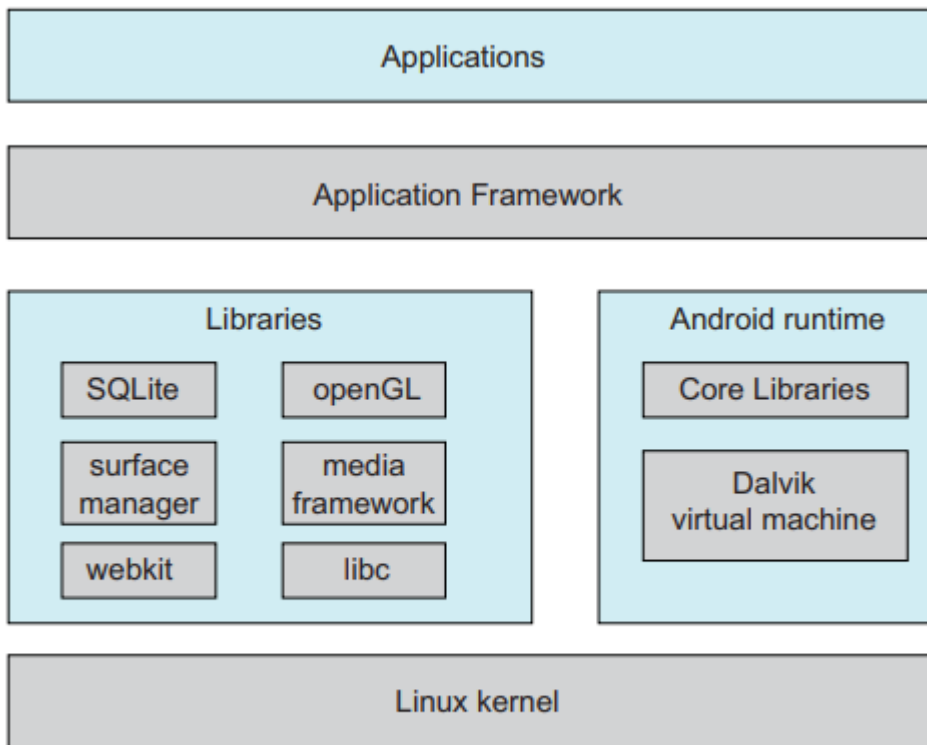 Applications
Application Framework
Libraries
SQLite
openGL
surface
manager
media
framework
webkit
libc
Android runtime
Core Libraries
Dalvik
virtual machine
Linux kernel